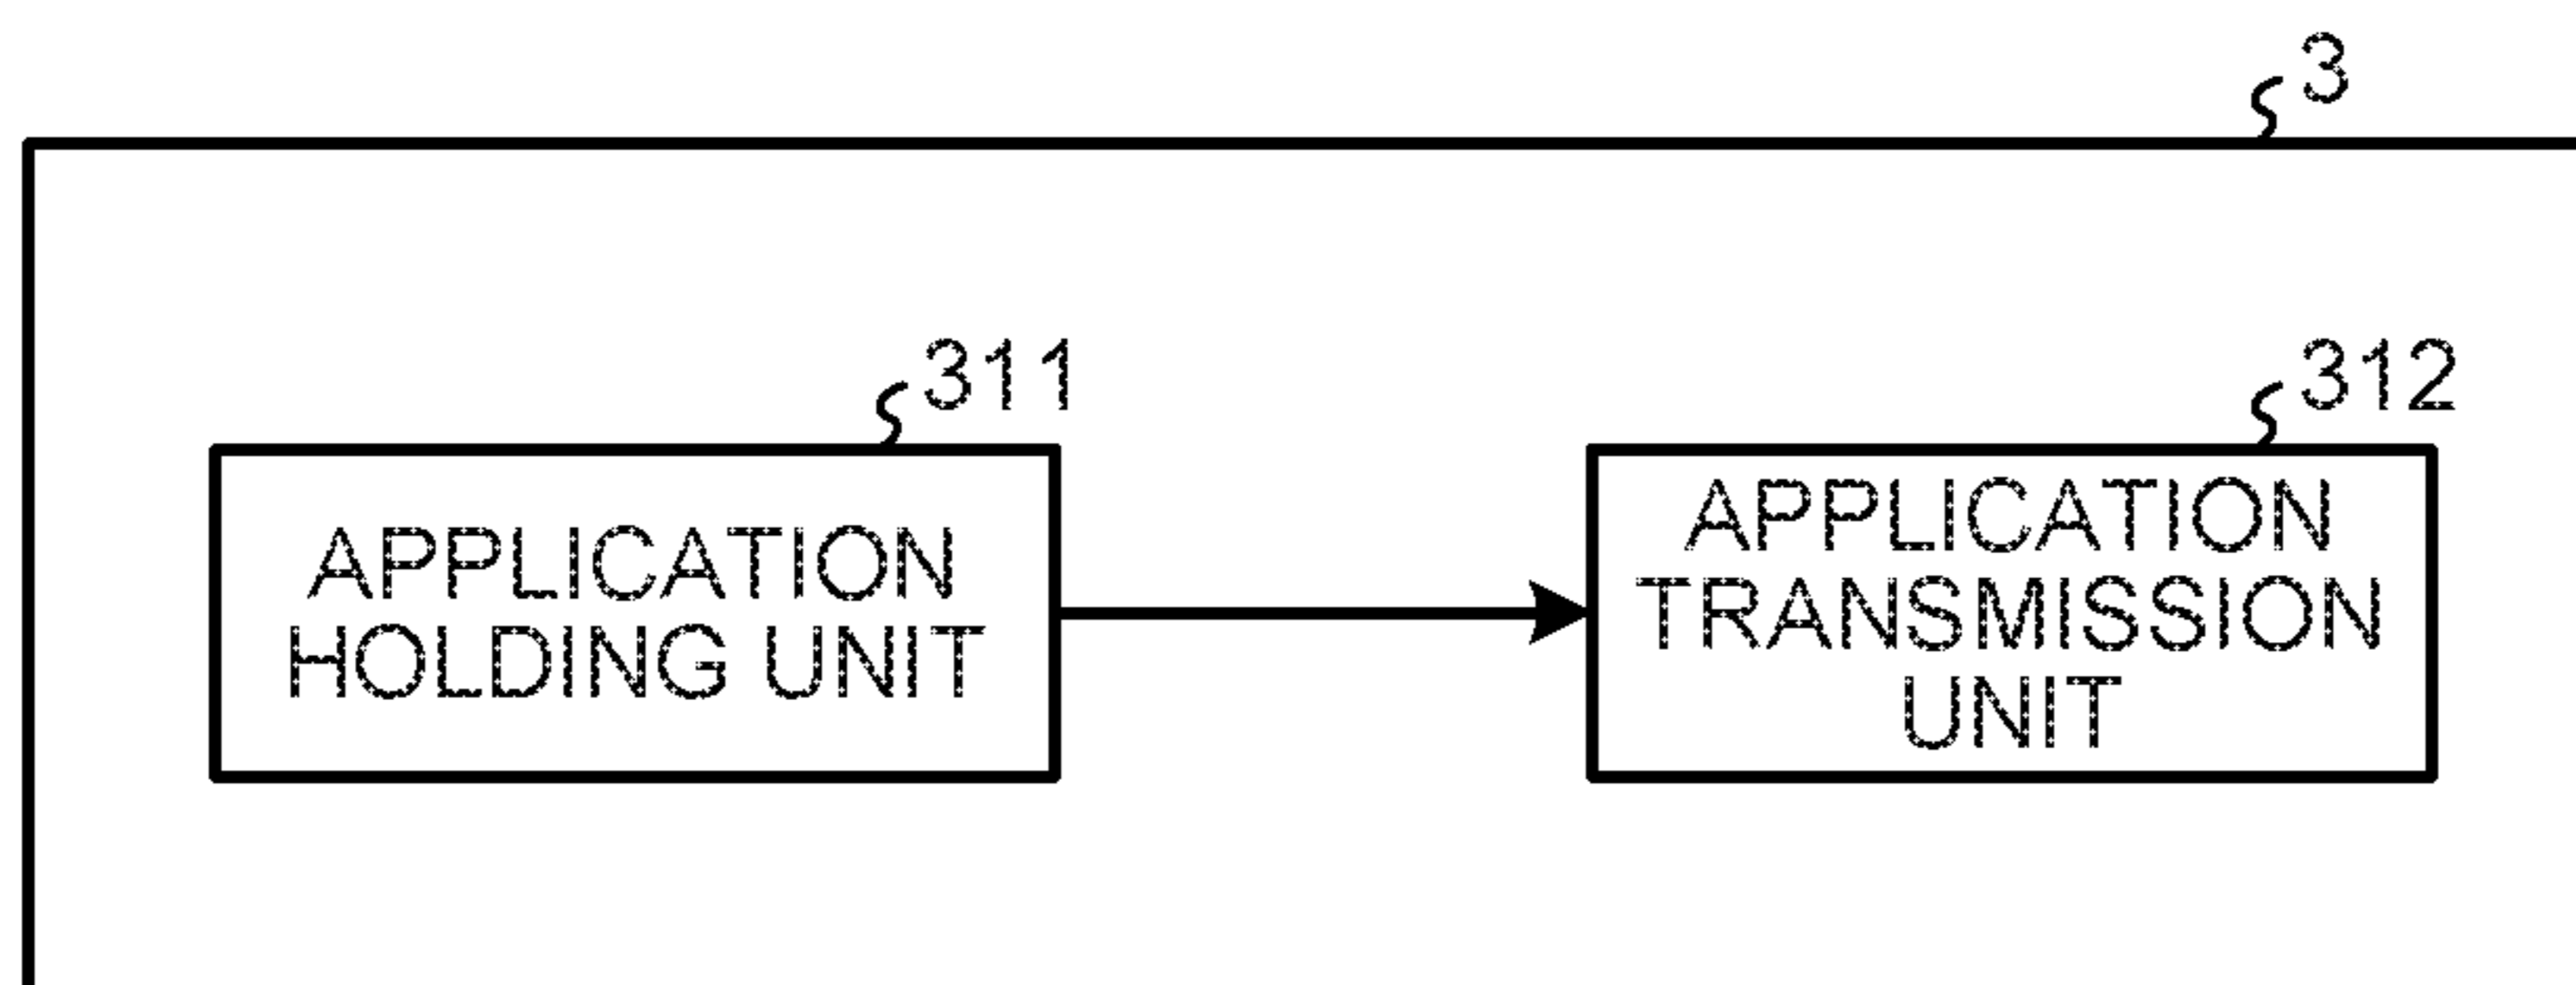 3
311
312
APPLICATION
HOLDING UNIT
APPLICATION
TRANSMISSION
UNIT